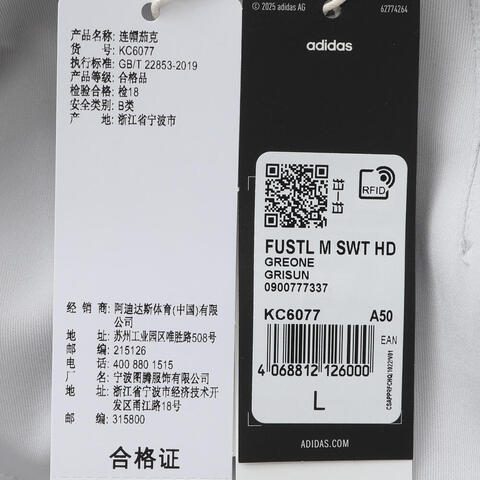 产品名称: 连帽茄克
货 号: KC6077
执行标准: GB/T 22853-2019
产品等级: 合格品
检验合格: 检18
安全类别: B类
产 地: 浙江省宁波市
经 销 商: 阿迪达斯体育(中国)有限
公司
地 址: 苏州工业园区唯胜路508号
邮 编: 215126
电 话: 400 880 1515
厂 名: 宁波图腾服饰有限公司
地 址: 浙江省宁波市经济技术开
发区甬江路18号
邮 编: 315800
合格证
© 2025 adidas AG
62774264
adidas
RFID
FUSTL M SWT HD
GREONE
GRISUN
0900777337
KC6077 A50
EAN
4 068812 126000
L
ADIDAS.COM